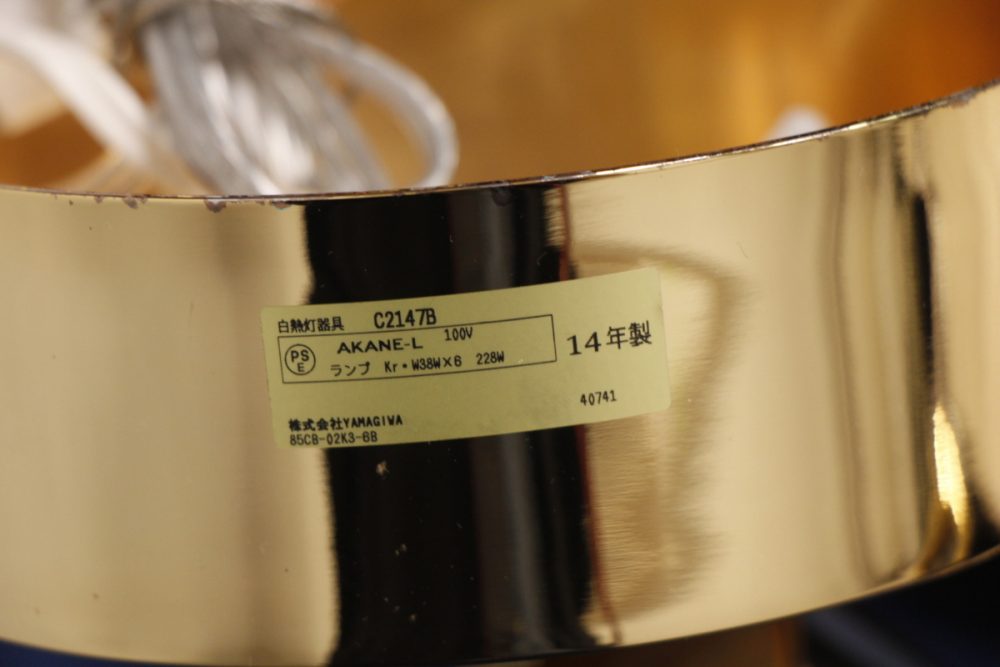 白熱灯器具 C2147B
PS E AKANE-L 100V
ランプ Kr・W38W×6 228W
14年製
40741
株式会社YAMAGIWA
85CB-02K3-6B